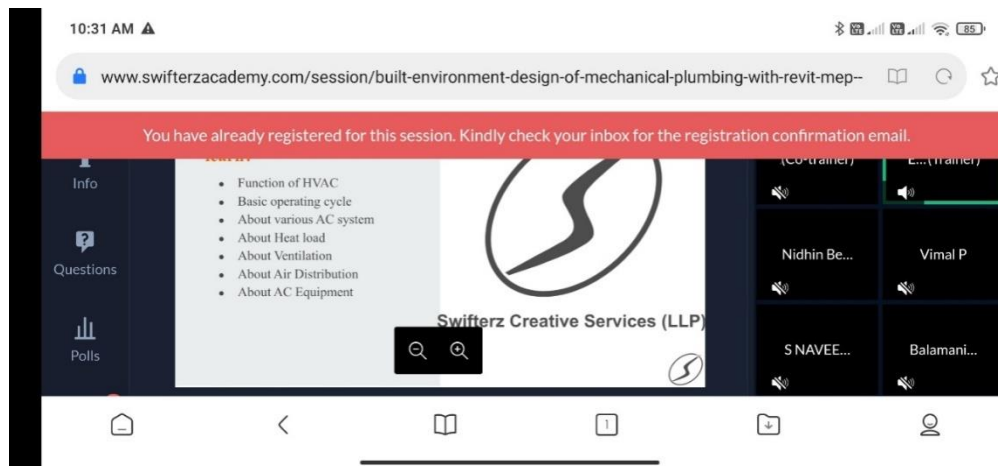 10:31 AM
85
www.swifterzacademy.com/session/built-environment-design-of-mechanical-plumbing-with-revit-mep--
You have already registered for this session. Kindly check your inbox for the registration confirmation email.
Info
Questions
Polls
• Function of HVAC
• Basic operating cycle
• About various AC system
• About Heat load
• About Ventilation
• About Air Distribution
• About AC Equipment
Swifterz Creative Services (LLP)
(Co-trainer)
E... (Trainer)
Nidhin Be...
Vimal P
S NAVEE...
Balamani...
1